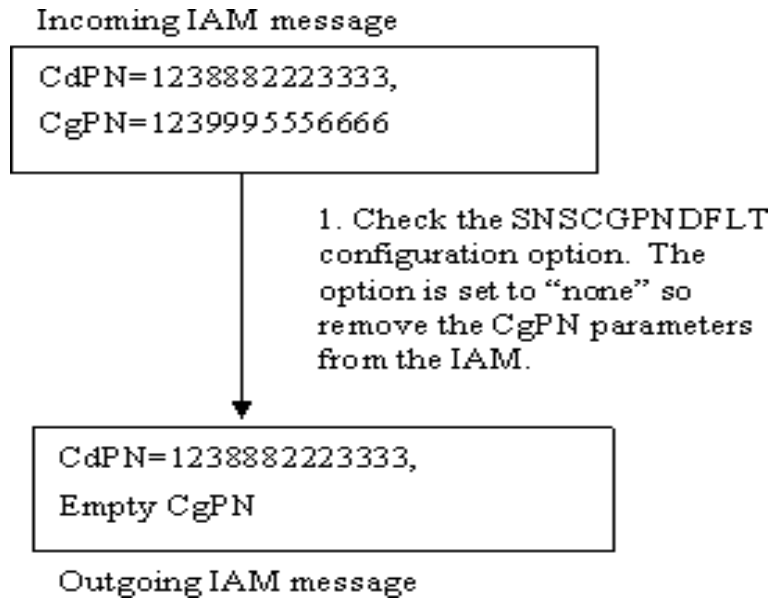 Incoming IAM message
CdPN=1238882223333,
CgPN=1239995556666
1. Check the SNSCGPNDFLT
configuration option. The
option is set to “none” so
remove the CgPN parameters
from the IAM.
CdPN=1238882223333,
Empty CgPN
Outgoing IAM message